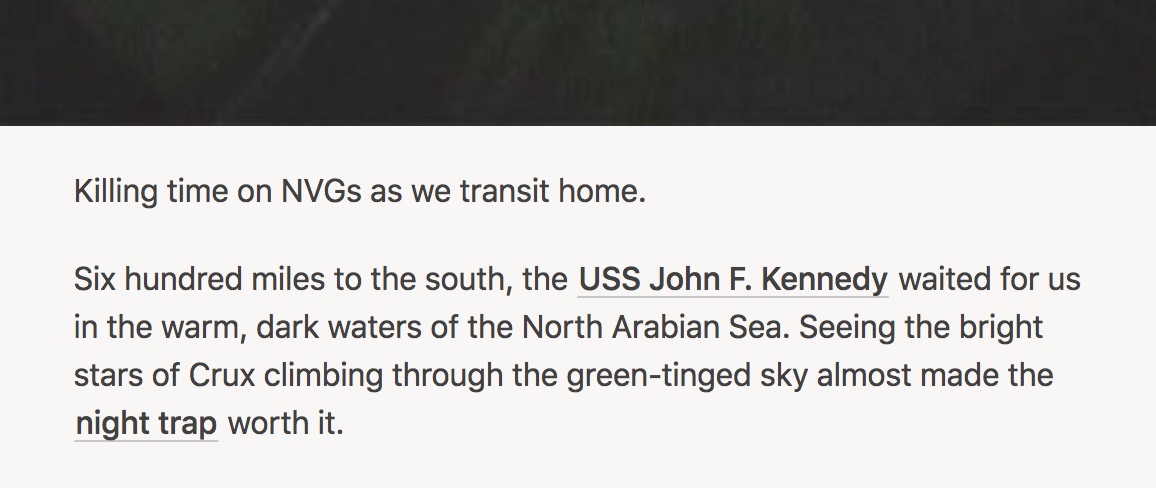 Killing time on NVGs as we transit home.
Six hundred miles to the south, the USS John F. Kennedy waited for us
in the warm, dark waters of the North Arabian Sea. Seeing the bright
stars of Crux climbing through the green-tinged sky almost made the
night trap worth it.